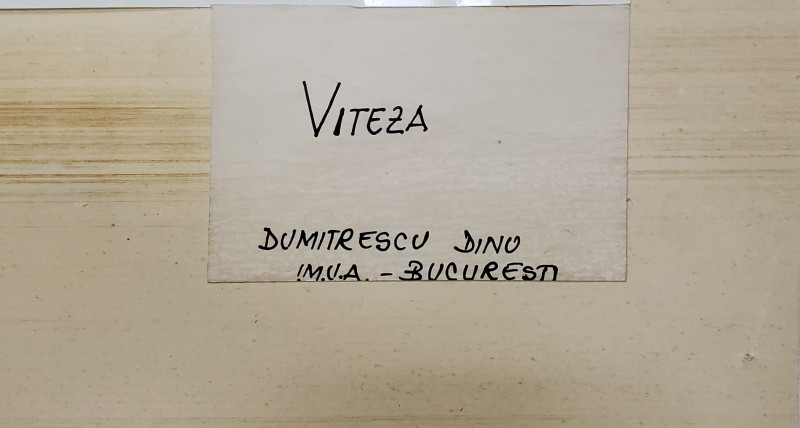 VITEZA
DUMITRESCU DINU
I.M.U.A. - BUCURESTI